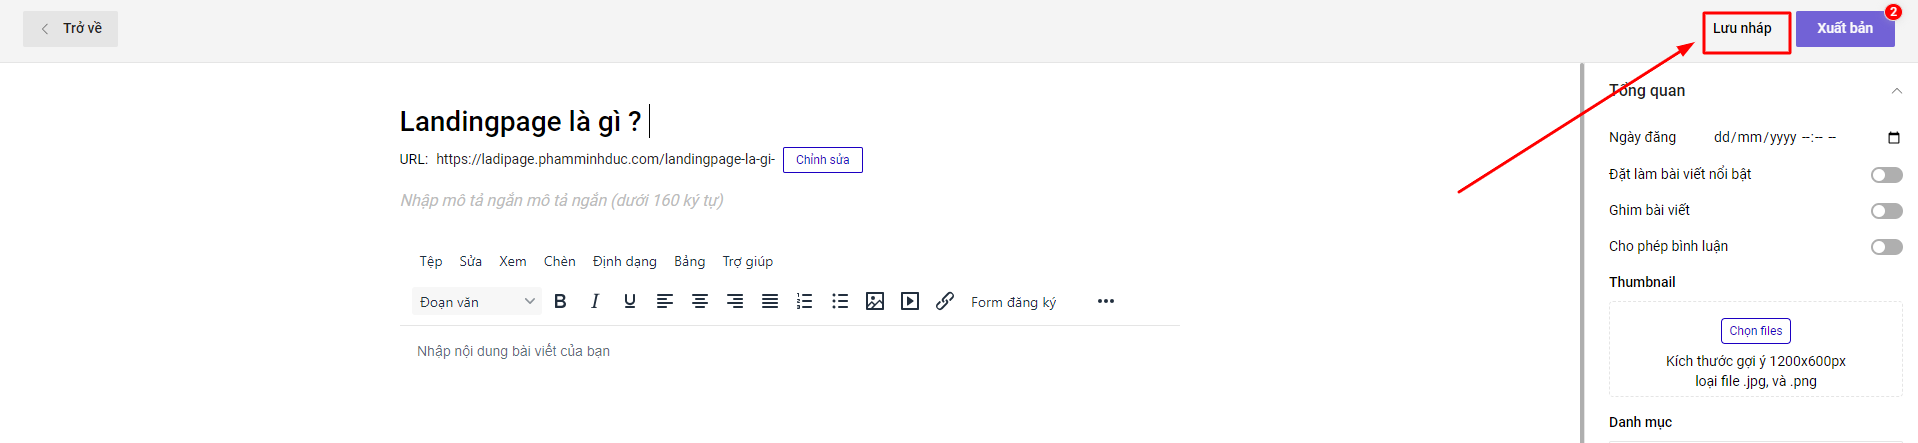 Trở về
Lưu nháp
Xuất bản
2
Landingpage là gì ?
URL: https://ladipage.phamminhduc.com/landingpage-la-gi- Chỉnh sửa
Nhập mô tả ngắn mô tả ngắn (dưới 160 ký tự)
Tệp Sửa Xem Chèn Định dạng Bảng Trợ giúp
Đoạn văn B I U Form đăng ký
Nhập nội dung bài viết của bạn
Tổng quan
Ngày đăng dd/mm/yyyy --:-- --
Đặt làm bài viết nổi bật
Ghim bài viết
Cho phép bình luận
Thumbnail
Chọn files
Kích thước gợi ý 1200x600px
loại file .jpg, và .png
Danh mục